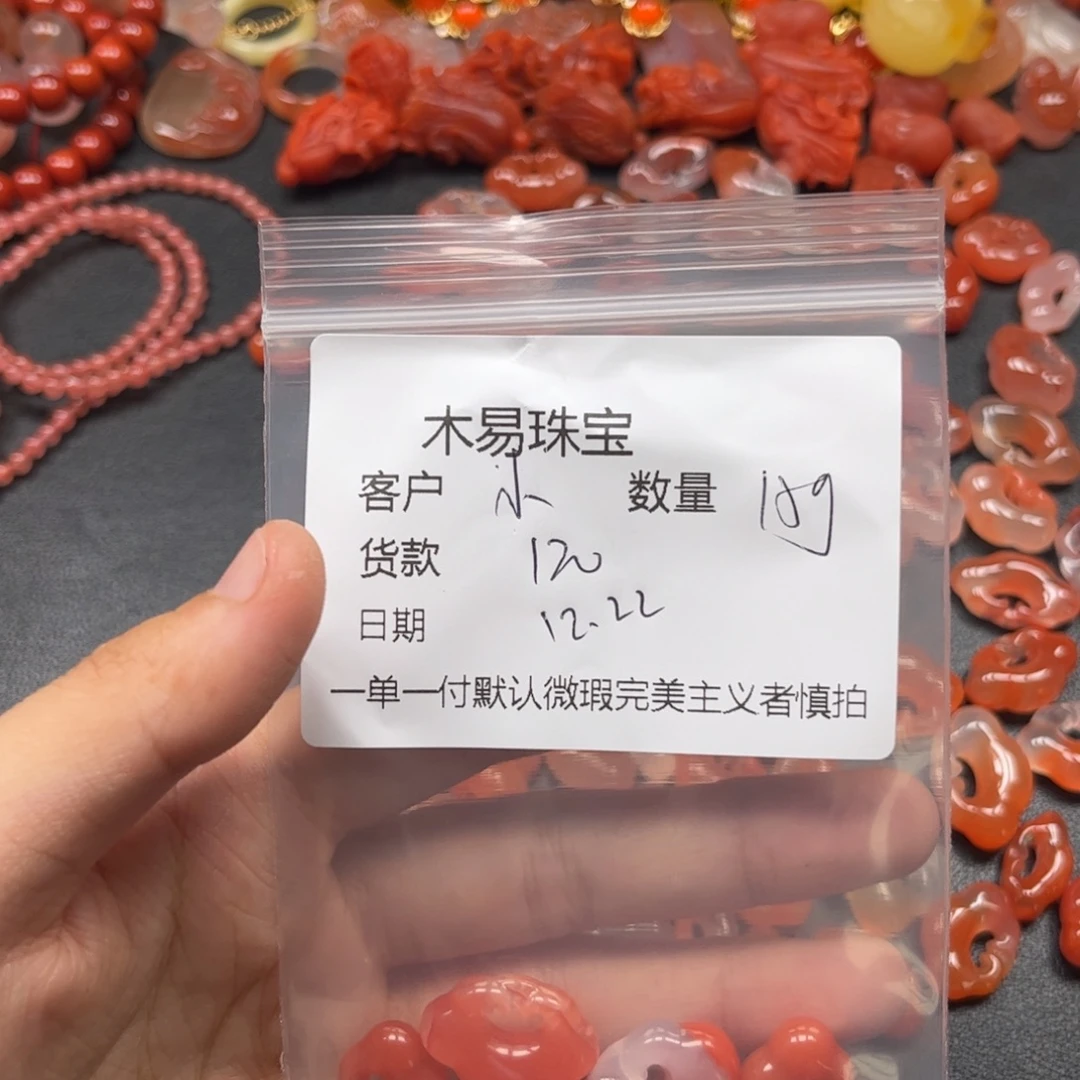 木易珠宝
客户 小 数量
货款 120
日期 12.22
一单一付默认微瑕完美主义者慎拍